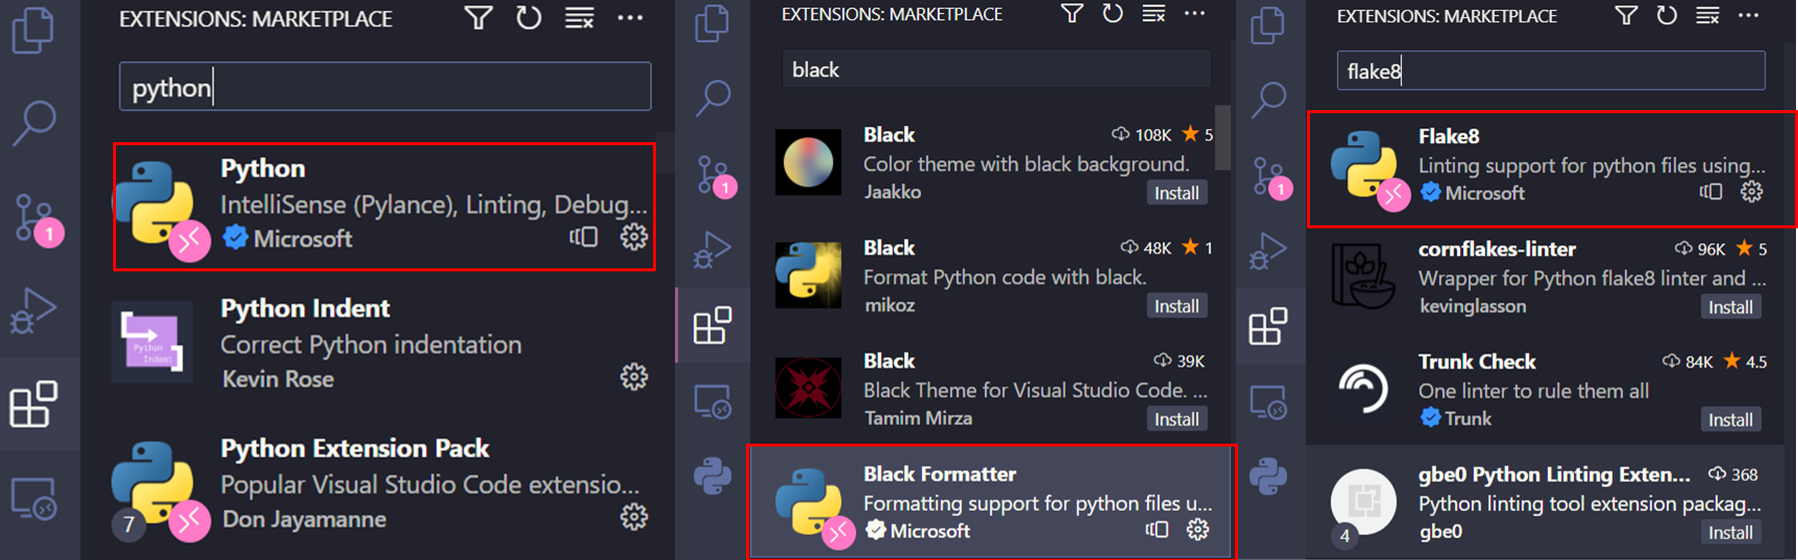 EXTENSIONS: MARKETPLACE
python
Python
IntelliSense (Pylance), Linting, Debug...
Microsoft
1
Python Indent
Correct Python indentation
Python
Indent
Kevin Rose
Python Extension Pack
Popular Visual Studio Code extensio...
7
Don Jayamanne
EXTENSIONS: MARKETPLACE
black
Black 108K 5
Color theme with black background.
Jaakko Install
1
Black 48K 1
Format Python code with black.
mikoz Install
Black 39K
Black Theme for Visual Studio Code. ...
Tamim Mirza Install
Black Formatter
Formatting support for python files u...
Microsoft
EXTENSIONS: MARKETPLACE
flake8
Flake8
Linting support for python files using...
Microsoft
1
cornflakes-linter 96K 5
Wrapper for Python flake8 linter and ...
kevinglasson Install
Trunk Check 84K 4.5
One linter to rule them all
Trunk Install
gbe0 Python Linting Exten... 368
Python linting tool extension packag...
4
gbe0 Install